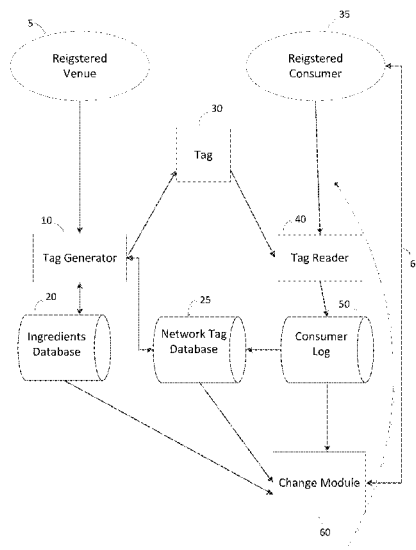 5
35
Reigstered
Venue
Reigstered
Consumer
30
Tag
10
40
Tag Generator
Tag Reader
6
20
25
50
Ingredients
Database
Network Tag
Database
Consumer
Log
Change Module
60